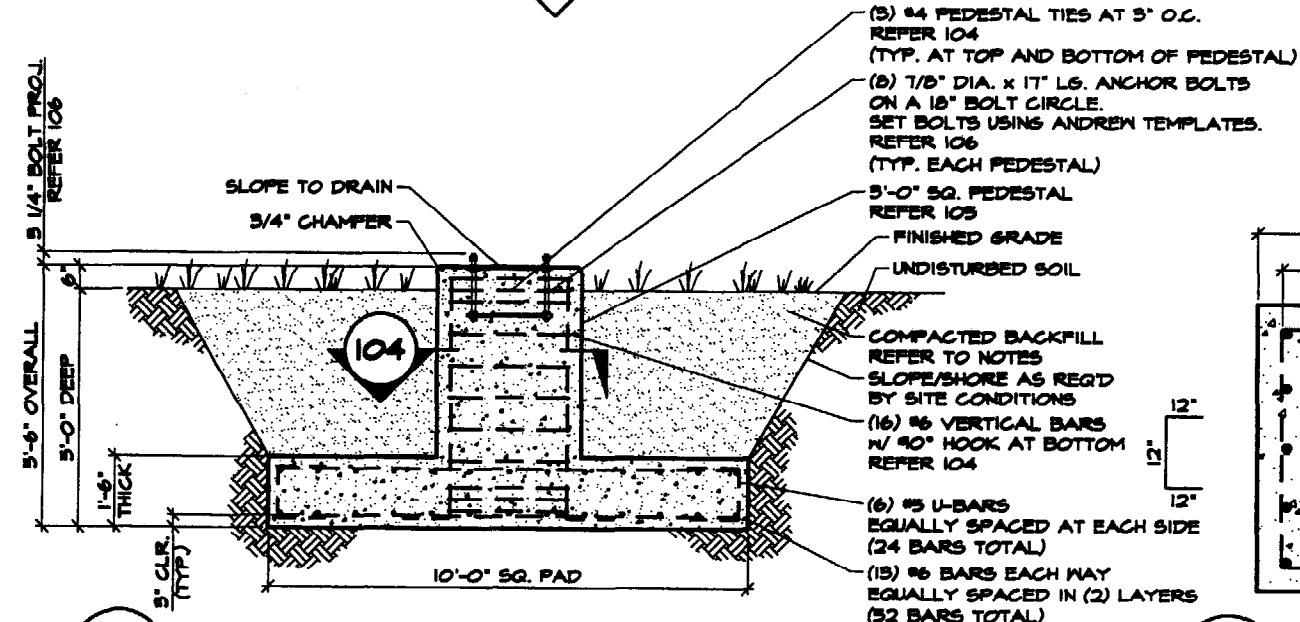 (3) #4 PEDESTAL TIES AT 3" O.C.
REFER 104
(TYP. AT TOP AND BOTTOM OF PEDESTAL)
(8) 7/8" DIA. x 17" LG. ANCHOR BOLTS
ON A 18" BOLT CIRCLE.
SET BOLTS USING ANDREW TEMPLATES.
REFER 106
(TYP. EACH PEDESTAL)
3'-0" SQ. PEDESTAL
REFER
FINISHED GRADE
UNDISTURBED SOIL
COMPACTED BACKFILL
REFER TO NOTES
SLOPE/SHORE AS REQ'D
BY SITE CONDITIONS
(16) #6 VERTICAL BARS
W/ 90° HOOK AT BOTTOM
REFER 104
(6) #5 U-BARS
EQUALLY SPACED AT EACH SIDE
(24 BARS TOTAL)
(13) #6 BARS EACH WAY
EQUALLY SPACED IN (2) LAYERS
(52 BARS TOTAL)
12"
12"
12"
SLOPE TO DRAIN
3/4" CHAMFER
3 1/4" BOLT PROJ.
REFER 106
6"
5'-6" OVERALL
5'-0" DEEP
1'-6"
THICK
3" CLR.
(TYP.)
104
10'-0" SQ. PAD